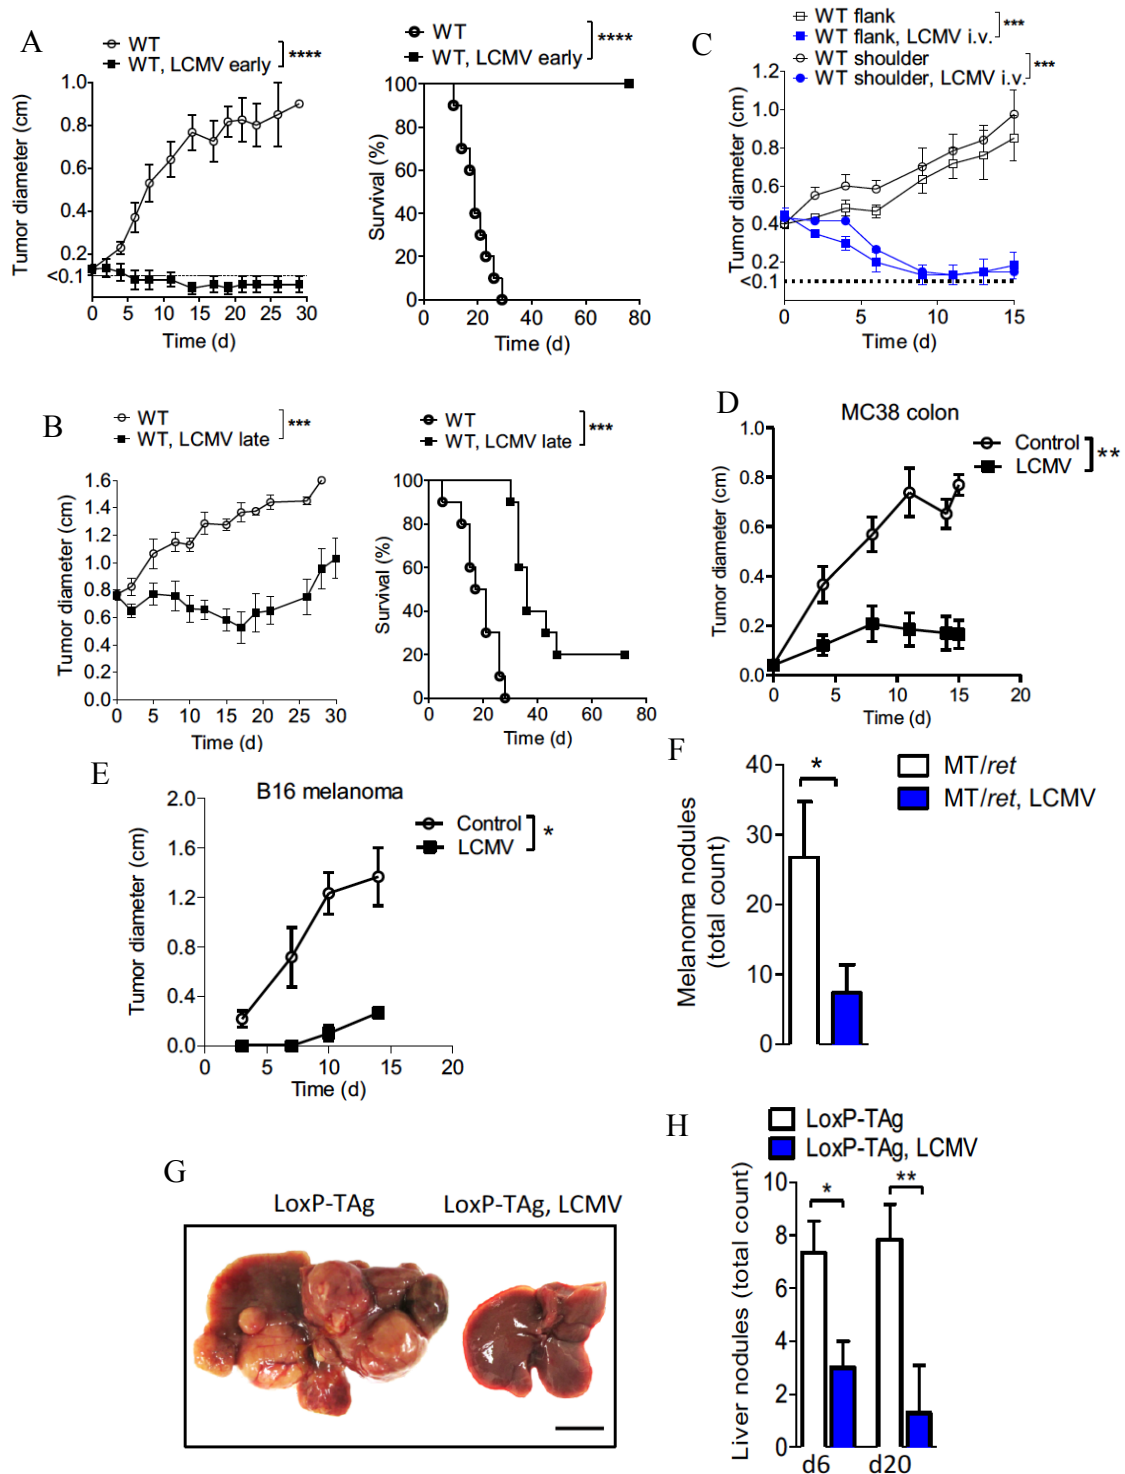 A
WT
WT, LCMV early
****
Tumor diameter (cm)
1.0
0.8
0.6
0.4
0.2
<0.1
0 5 10 15 20 25 30
Time (d)
WT
WT, LCMV early
****
Survival (%)
100
80
60
40
20
0
0 20 40 60 80
Time (d)
C
WT flank
WT flank, LCMV i.v.
***
WT shoulder
WT shoulder, LCMV i.v.
***
Tumor diameter (cm)
1.2
1.0
0.8
0.6
0.4
0.2
<0.1
0 5 10 15
Time (d)
B
WT
WT, LCMV late
***
Tumor diameter (cm)
1.6
1.4
1.2
1.0
0.8
0.6
0.4
0.2
0.0
0 5 10 15 20 25 30
Time (d)
WT
WT, LCMV late
***
Survival (%)
100
80
60
40
20
0
0 20 40 60 80
Time (d)
D
MC38 colon
Control
LCMV
**
Tumor diameter (cm)
1.0
0.8
0.6
0.4
0.2
0.0
0 5 10 15 20
Time (d)
E
B16 melanoma
Control
LCMV
*
Tumor diameter (cm)
2.0
1.6
1.2
0.8
0.4
0.0
0 5 10 15 20
Time (d)
F
MT/ret
MT/ret, LCMV
*
Melanoma nodules
(total count)
40
30
20
10
0
G
LoxP-TAg
LoxP-TAg, LCMV
H
LoxP-TAg
LoxP-TAg, LCMV
*
**
Liver nodules (total count)
10
8
6
4
2
0
d6 d20